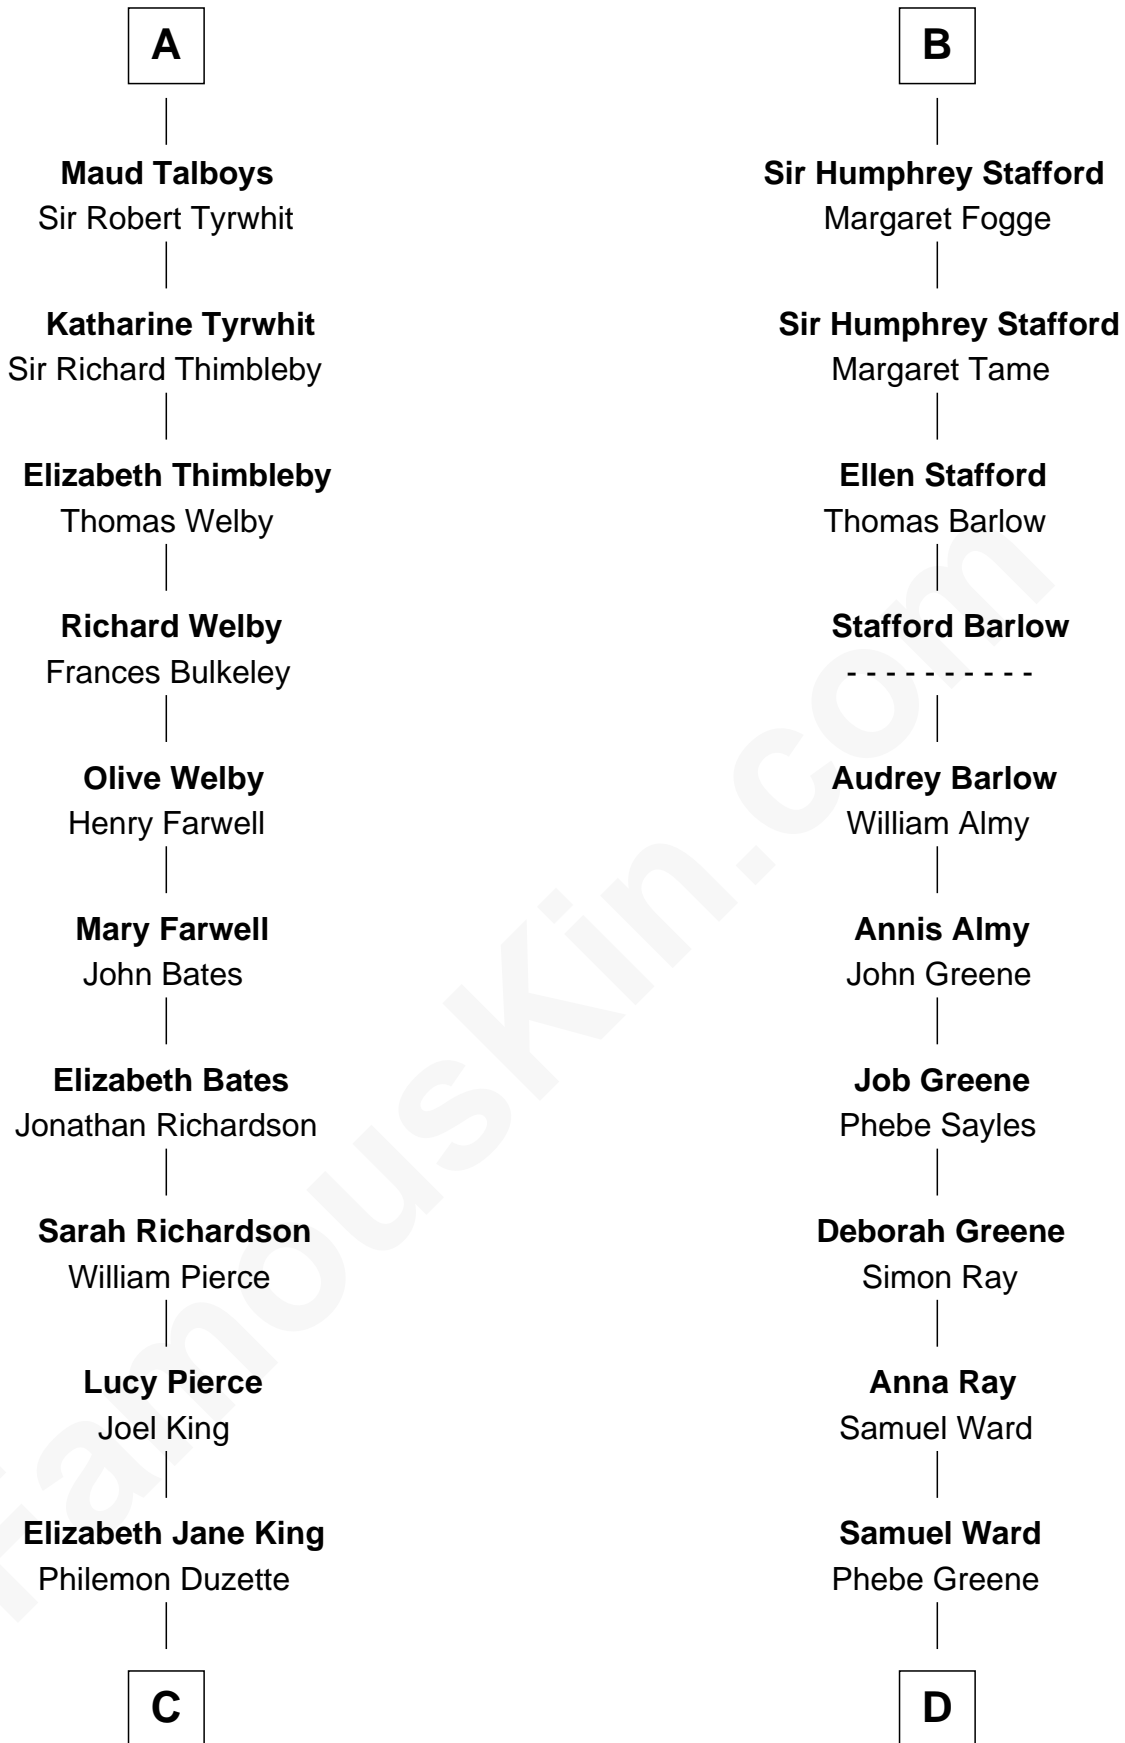 A
Maud Talboys
Sir Robert Tyrwhit
Katharine Tyrwhit
Sir Richard Thimbleby
Elizabeth Thimbleby
Thomas Welby
Richard Welby
Frances Bulkeley
Olive Welby
Henry Farwell
Mary Farwell
John Bates
Elizabeth Bates
Jonathan Richardson
Sarah Richardson
William Pierce
Lucy Pierce
Joel King
Elizabeth Jane King
Philemon Duzette
C
B
Sir Humphrey Stafford
Margaret Fogge
Sir Humphrey Stafford
Margaret Tame
Ellen Stafford
Thomas Barlow
Stafford Barlow
- - - - - - - - - -
Audrey Barlow
William Almy
Annis Almy
John Greene
Job Greene
Phebe Sayles
Deborah Greene
Simon Ray
Anna Ray
Samuel Ward
Samuel Ward
Phebe Greene
D
FamousKin.com